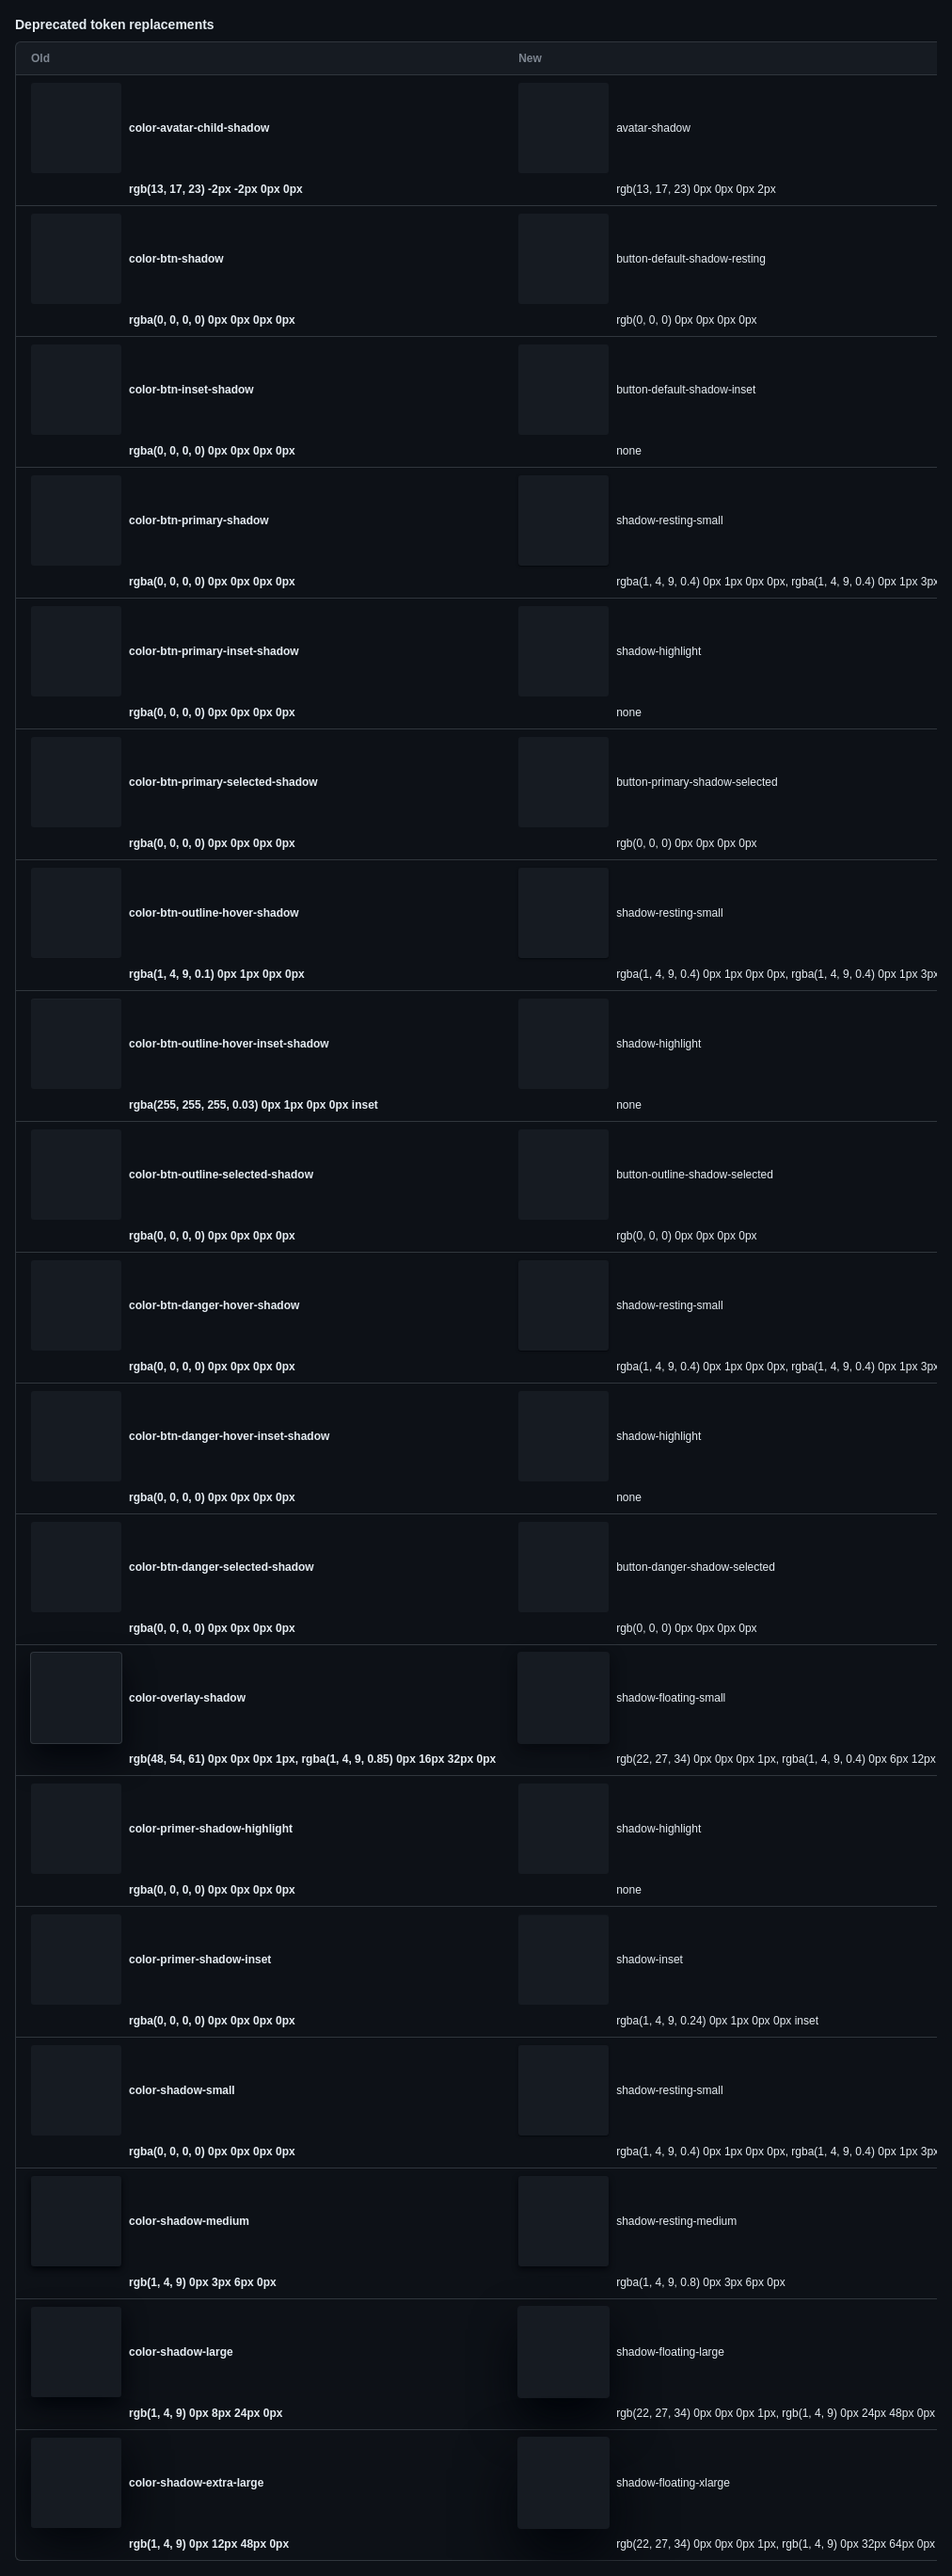 Deprecated token replacements
Old New
color-avatar-child-shadow avatar-shadow
rgb(13, 17, 23) -2px -2px 0px 0px rgb(13, 17, 23) 0px 0px 0px 2px
color-btn-shadow button-default-shadow-resting
rgba(0, 0, 0, 0) 0px 0px 0px 0px rgb(0, 0, 0) 0px 0px 0px 0px
color-btn-inset-shadow button-default-shadow-inset
rgba(0, 0, 0, 0) 0px 0px 0px 0px none
color-btn-primary-shadow shadow-resting-small
rgba(0, 0, 0, 0) 0px 0px 0px 0px rgba(1, 4, 9, 0.4) 0px 1px 0px 0px, rgba(1, 4, 9, 0.4) 0px 1px 3px
color-btn-primary-inset-shadow shadow-highlight
rgba(0, 0, 0, 0) 0px 0px 0px 0px none
color-btn-primary-selected-shadow button-primary-shadow-selected
rgba(0, 0, 0, 0) 0px 0px 0px 0px rgb(0, 0, 0) 0px 0px 0px 0px
color-btn-outline-hover-shadow shadow-resting-small
rgba(1, 4, 9, 0.1) 0px 1px 0px 0px rgba(1, 4, 9, 0.4) 0px 1px 0px 0px, rgba(1, 4, 9, 0.4) 0px 1px 3px
color-btn-outline-hover-inset-shadow shadow-highlight
rgba(255, 255, 255, 0.03) 0px 1px 0px 0px inset none
color-btn-outline-selected-shadow button-outline-shadow-selected
rgba(0, 0, 0, 0) 0px 0px 0px 0px rgb(0, 0, 0) 0px 0px 0px 0px
color-btn-danger-hover-shadow shadow-resting-small
rgba(0, 0, 0, 0) 0px 0px 0px 0px rgba(1, 4, 9, 0.4) 0px 1px 0px 0px, rgba(1, 4, 9, 0.4) 0px 1px 3px
color-btn-danger-hover-inset-shadow shadow-highlight
rgba(0, 0, 0, 0) 0px 0px 0px 0px none
color-btn-danger-selected-shadow button-danger-shadow-selected
rgba(0, 0, 0, 0) 0px 0px 0px 0px rgb(0, 0, 0) 0px 0px 0px 0px
color-overlay-shadow shadow-floating-small
rgb(48, 54, 61) 0px 0px 0px 1px, rgba(1, 4, 9, 0.85) 0px 16px 32px 0px rgb(22, 27, 34) 0px 0px 0px 1px, rgba(1, 4, 9, 0.4) 0px 6px 12px
color-primer-shadow-highlight shadow-highlight
rgba(0, 0, 0, 0) 0px 0px 0px 0px none
color-primer-shadow-inset shadow-inset
rgba(0, 0, 0, 0) 0px 0px 0px 0px rgba(1, 4, 9, 0.24) 0px 1px 0px 0px inset
color-shadow-small shadow-resting-small
rgba(0, 0, 0, 0) 0px 0px 0px 0px rgba(1, 4, 9, 0.4) 0px 1px 0px 0px, rgba(1, 4, 9, 0.4) 0px 1px 3px
color-shadow-medium shadow-resting-medium
rgb(1, 4, 9) 0px 3px 6px 0px rgba(1, 4, 9, 0.8) 0px 3px 6px 0px
color-shadow-large shadow-floating-large
rgb(1, 4, 9) 0px 8px 24px 0px rgb(22, 27, 34) 0px 0px 0px 1px, rgb(1, 4, 9) 0px 24px 48px 0px
color-shadow-extra-large shadow-floating-xlarge
rgb(1, 4, 9) 0px 12px 48px 0px rgb(22, 27, 34) 0px 0px 0px 1px, rgb(1, 4, 9) 0px 32px 64px 0px